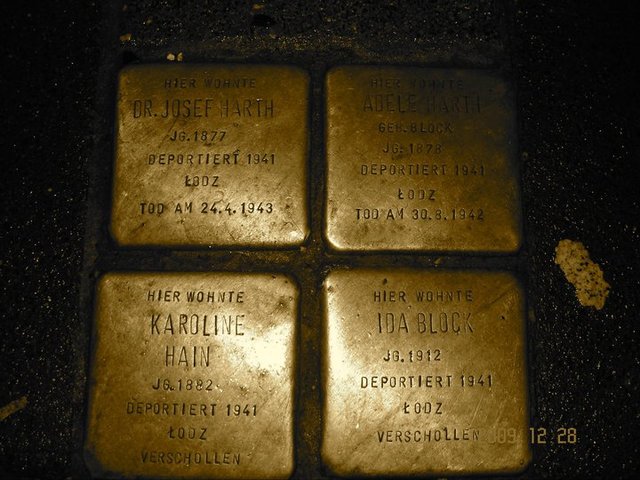 HIER WOHNTE
DR. JOSEF HARTH
JG. 1877
DEPORTIERT 1941
ŁODZ
TOD AM 24.4.1943
HIER WOHNTE
ADELE HARTH
GEB. BLOCK
JG. 1878
DEPORTIERT 1941
ŁODZ
TOD AM 30.8.1942
HIER WOHNTE
KAROLINE
HAIN
JG. 1882
DEPORTIERT 1941
ŁODZ
VERSCHOLLEN
HIER WOHNTE
IDA BLOCK
JG. 1912
DEPORTIERT 1941
ŁODZ
VERSCHOLLEN
12 28